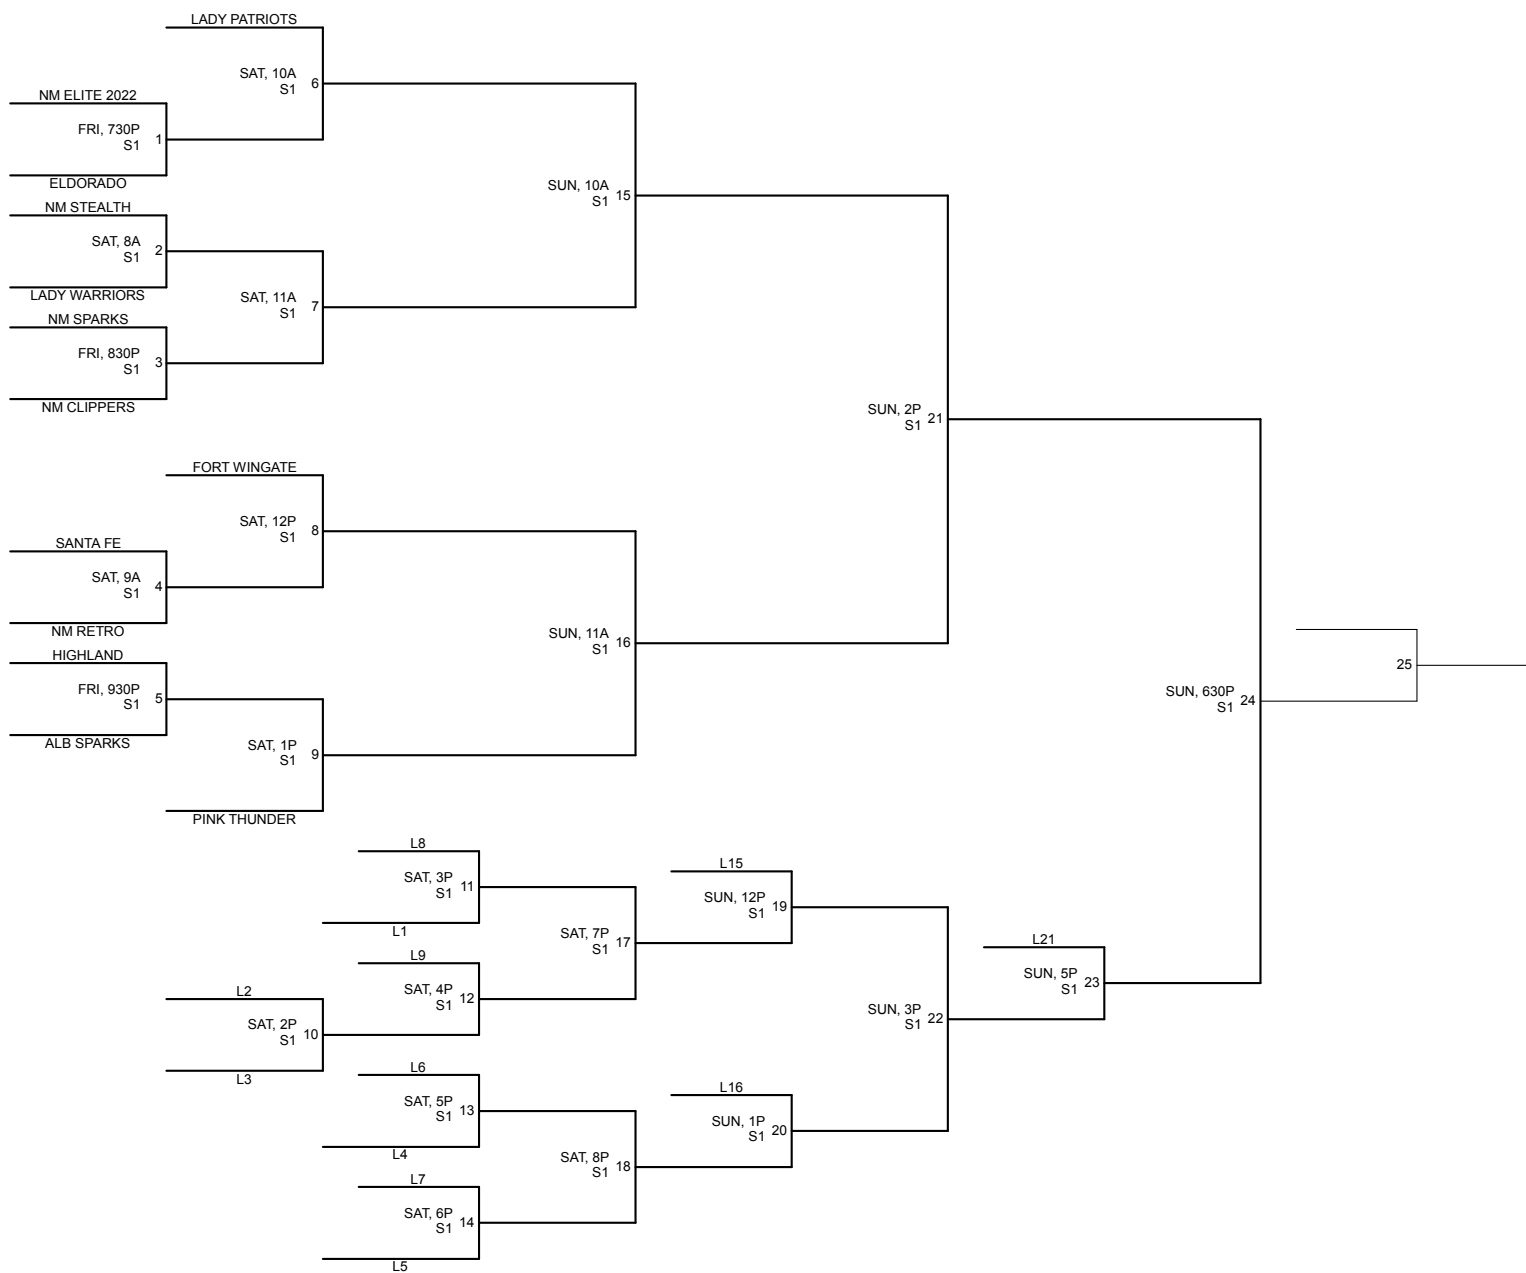 LADY PATRIOTS
SAT, 10A
S1
6
NM ELITE 2022
FRI, 730P
S1
1
ELDORADO
NM STEALTH
SAT, 8A
S1
2
LADY WARRIORS
SAT, 11A
S1
7
NM SPARKS
FRI, 830P
S1
3
NM CLIPPERS
SUN, 10A
S1
15
FORT WINGATE
SAT, 12P
S1
8
SANTA FE
SAT, 9A
S1
4
NM RETRO
HIGHLAND
FRI, 930P
S1
5
ALB SPARKS
SAT, 1P
S1
9
PINK THUNDER
SUN, 11A
S1
16
SUN, 2P
S1
21
L8
SAT, 3P
S1
11
L1
L9
SAT, 4P
S1
12
L2
SAT, 2P
S1
10
L3
SAT, 7P
S1
17
L15
SUN, 12P
S1
19
L6
SAT, 5P
S1
13
L4
L7
SAT, 6P
S1
14
L5
SAT, 8P
S1
18
L16
SUN, 1P
S1
20
SUN, 3P
S1
22
L21
SUN, 5P
S1
23
SUN, 630P
S1
24
25